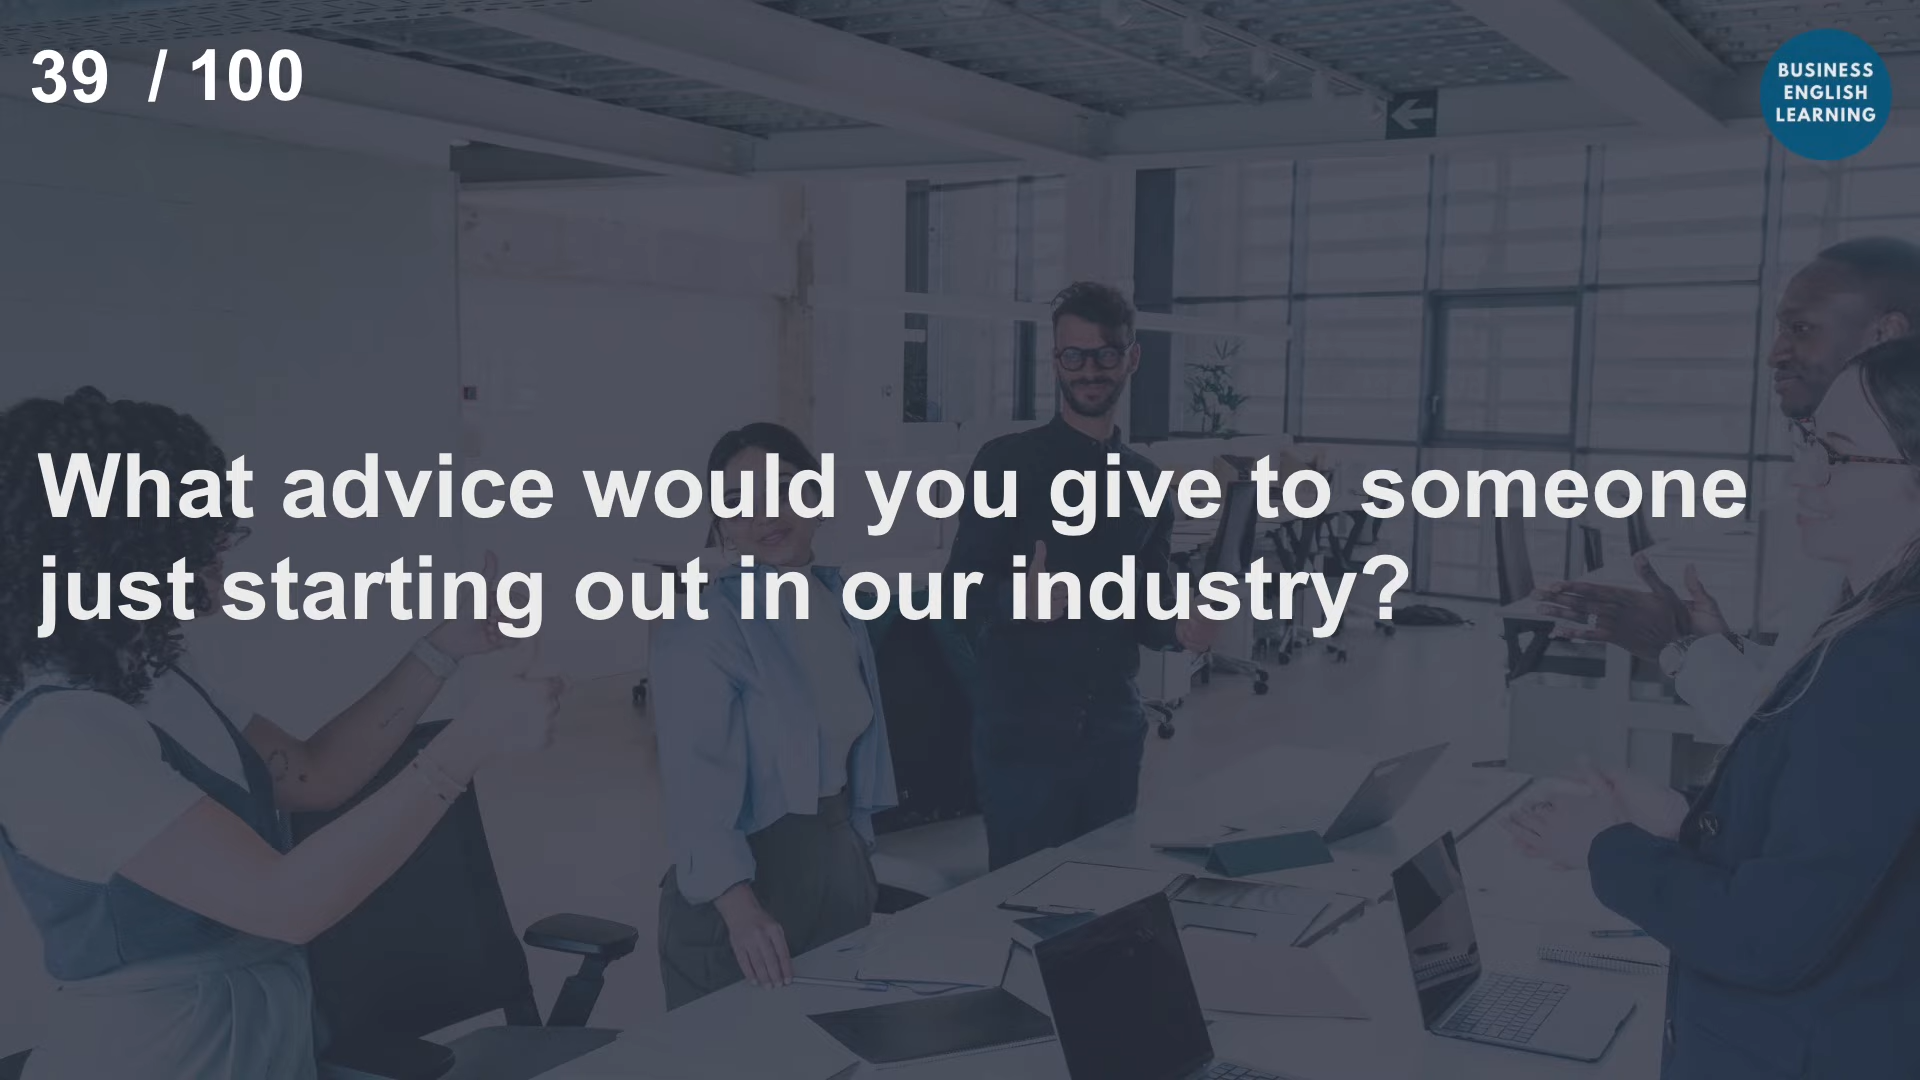 39 / 100
BUSINESS
ENGLISH
LEARNING
What advice would you give to someone
just starting out in our industry?